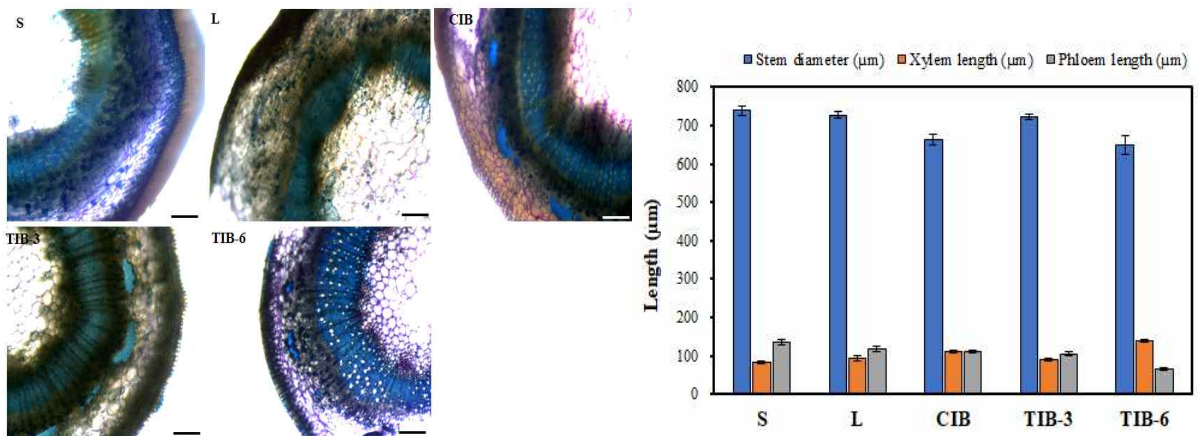 S
L
CIB
TIB-3
TIB-6
Stem diameter (µm) Xylem length (µm) Phloem length (µm)
Length (µm)
800
700
600
500
400
300
200
100
0
S L CIB TIB-3 TIB-6